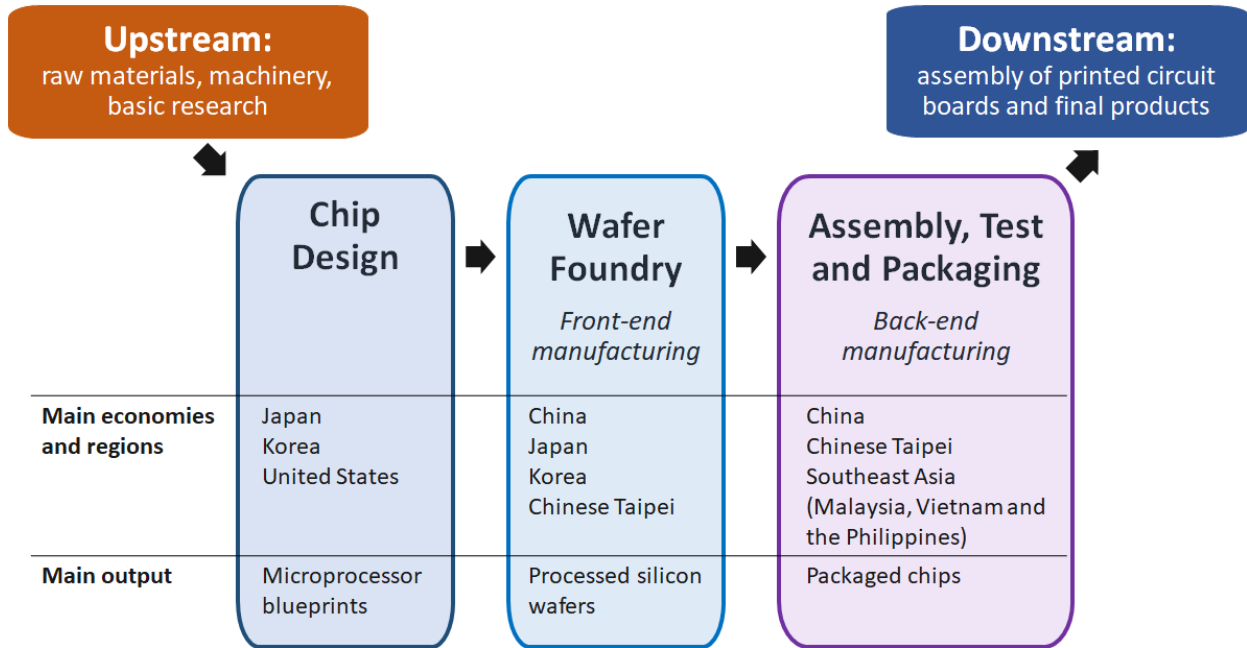 Upstream:
raw materials, machinery,
basic research
Downstream:
assembly of printed circuit
boards and final products
Chip
Design
Wafer
Foundry
Front-end
manufacturing
Assembly, Test
and Packaging
Back-end
manufacturing
Main economies
and regions
Japan
Korea
United States
China
Japan
Korea
Chinese Taipei
China
Chinese Taipei
Southeast Asia
(Malaysia, Vietnam and
the Philippines)
Main output
Microprocessor
blueprints
Processed silicon
wafers
Packaged chips